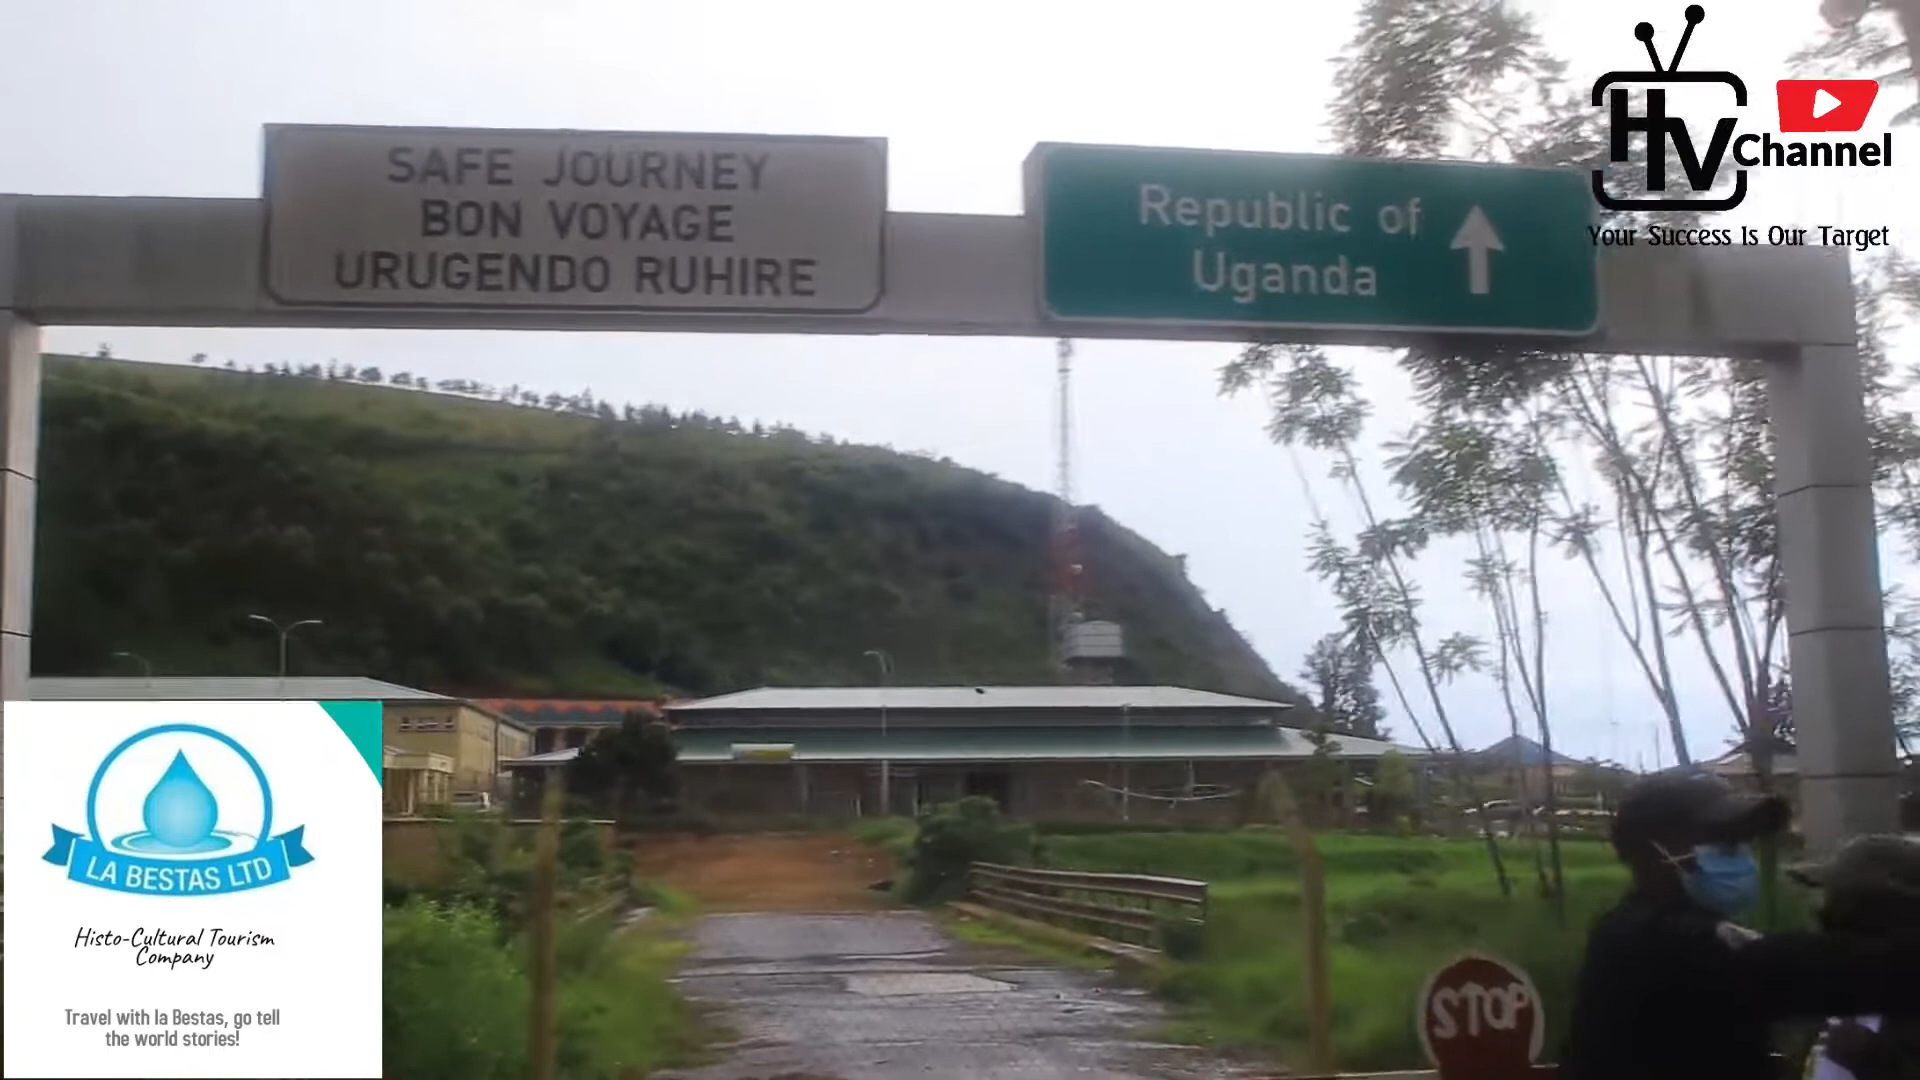 SAFE JOURNEY
BON VOYAGE
URUGENDO RUHIRE
Republic of
Uganda
HTV Channel
Your Success Is Our Target
LA BESTAS LTD
Histo-Cultural Tourism
Company
Travel with la Bestas, go tell
the world stories!
STOP